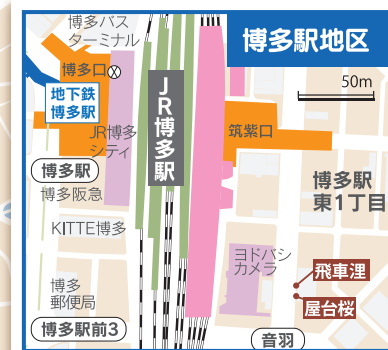 博多駅地区
50m
博多バス
ターミナル
博多口
地下鉄
博多駅
JR博多
シティ
JR博多駅
筑紫口
博多駅
博多阪急
KITTE博多
博多
郵便局
博多駅前3
博多駅
東1丁目
ヨドバシ
カメラ
飛車浬
屋台桜
音羽